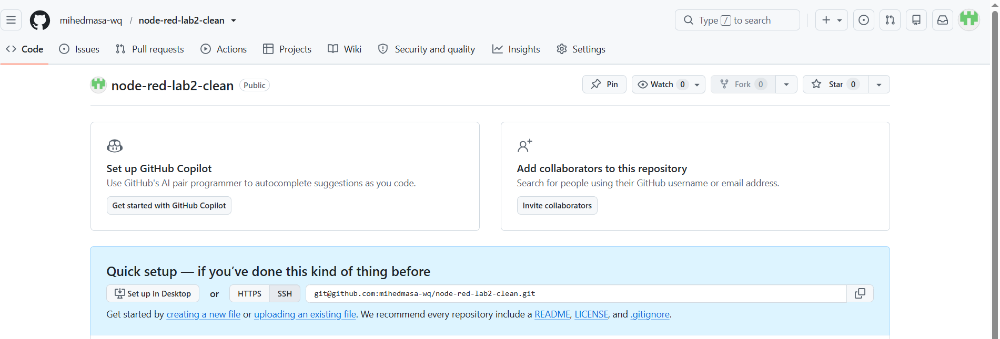 mihedmasa-wq / node-red-lab2-clean
Type / to search
Code Issues Pull requests Actions Projects Wiki Security and quality Insights Settings
node-red-lab2-clean Public
Pin Watch 0 Fork 0 Star 0
Set up GitHub Copilot
Use GitHub's AI pair programmer to autocomplete suggestions as you code.
Get started with GitHub Copilot
Add collaborators to this repository
Search for people using their GitHub username or email address.
Invite collaborators
Quick setup — if you’ve done this kind of thing before
Set up in Desktop or HTTPS SSH git@github.com:mihedmasa-wq/node-red-lab2-clean.git
Get started by creating a new file or uploading an existing file. We recommend every repository include a README, LICENSE, and .gitignore.